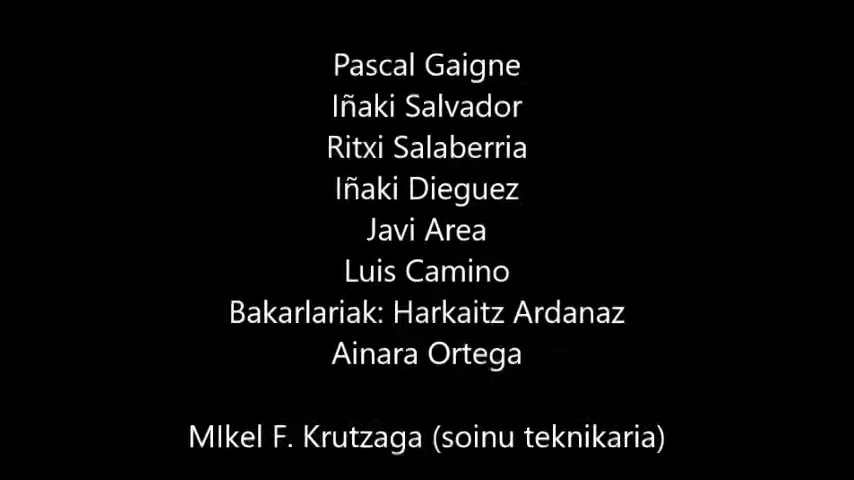 Pascal Gaigne
Iñaki Salvador
Ritxi Salaberria
Iñaki Dieguez
Javi Area
Luis Camino
Bakarlariak: Harkaitz Ardanaz
Ainara Ortega
MIkel F. Krutzaga (soinu teknikaria)